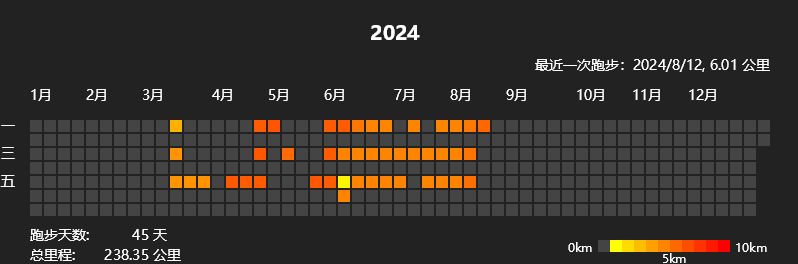 2024
最近一次跑步：2024/8/12, 6.01 公里
1月 2月 3月 4月 5月 6月 7月 8月 9月 10月 11月 12月
一
三
五
跑步天数: 45 天
总里程: 238.35 公里
0km 10km
5km